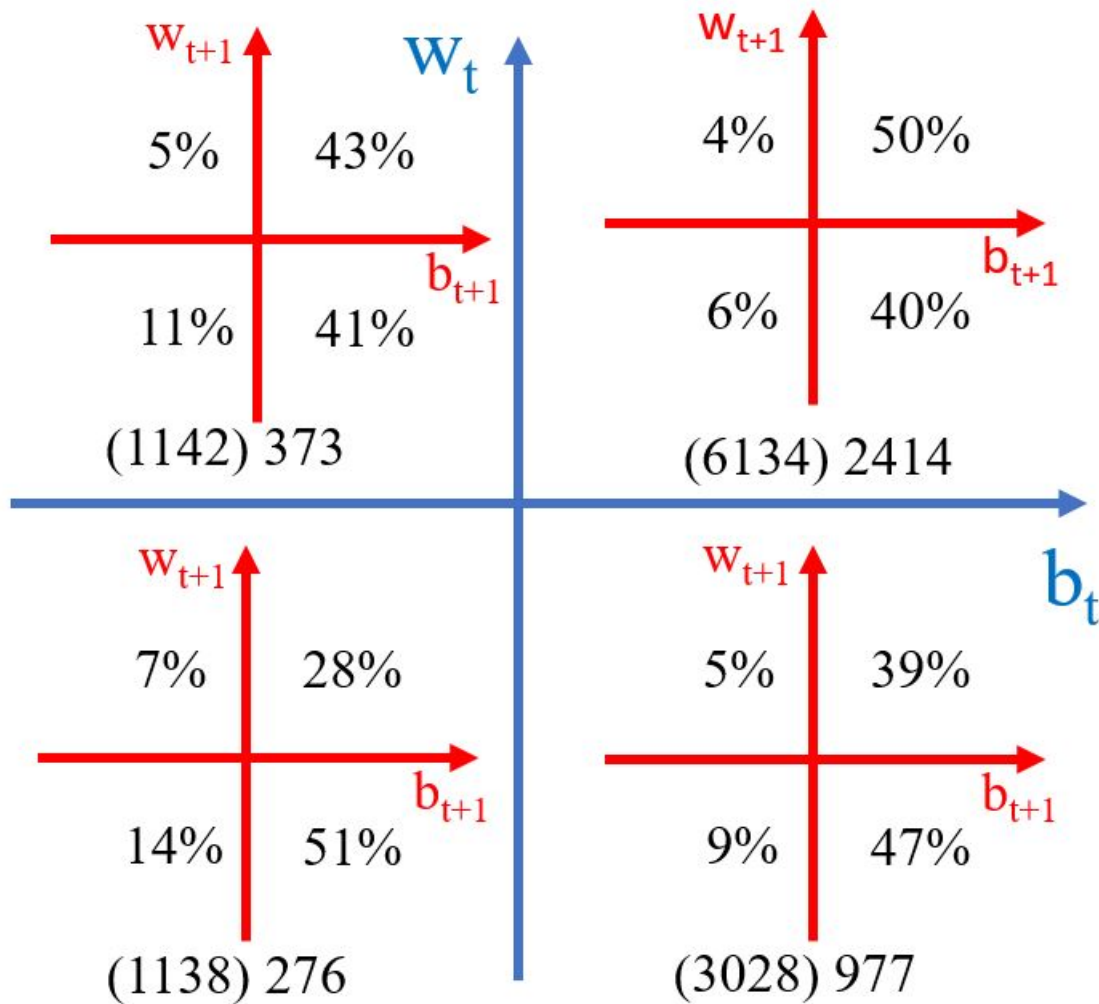 w_{t+1}
w_t
5% 43%
b_{t+1}
11% 41%
(1142) 373
w_{t+1}
4% 50%
b_{t+1}
6% 40%
(6134) 2414
b_t
w_{t+1}
7% 28%
b_{t+1}
14% 51%
(1138) 276
w_{t+1}
5% 39%
b_{t+1}
9% 47%
(3028) 977